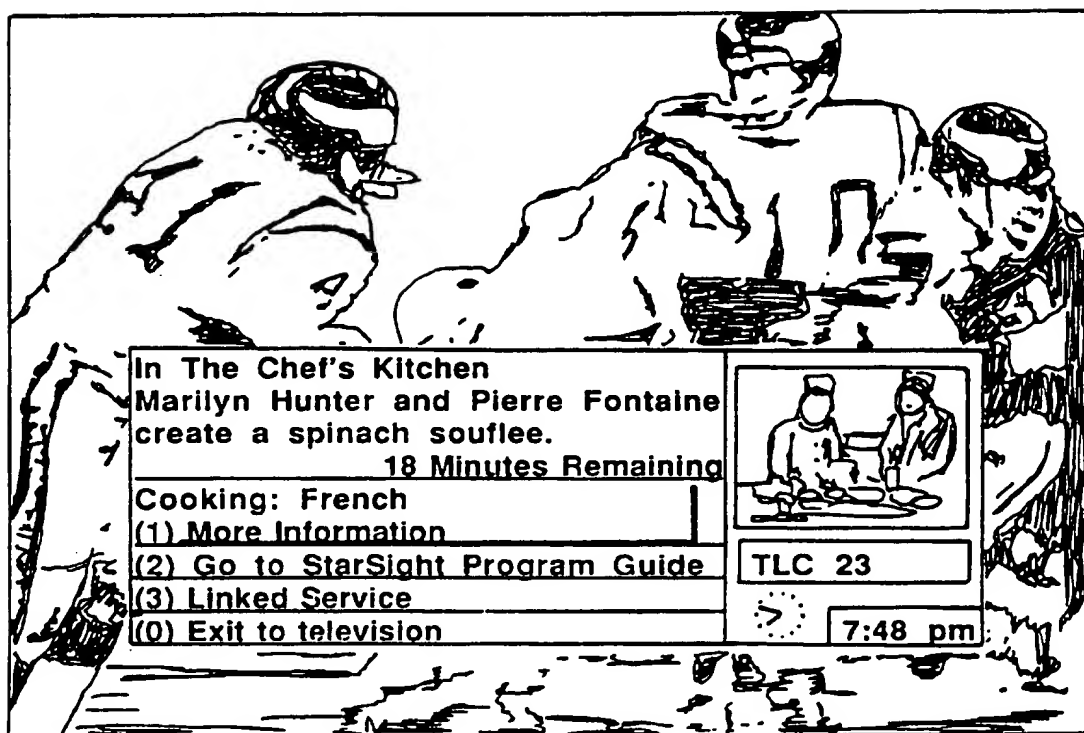 In The Chef's Kitchen
Marilyn Hunter and Pierre Fontaine
create a spinach souflee.
18 Minutes Remaining
Cooking: French
(1) More Information
(2) Go to StarSight Program Guide
(3) Linked Service
(0) Exit to television
TLC 23
7:48 pm